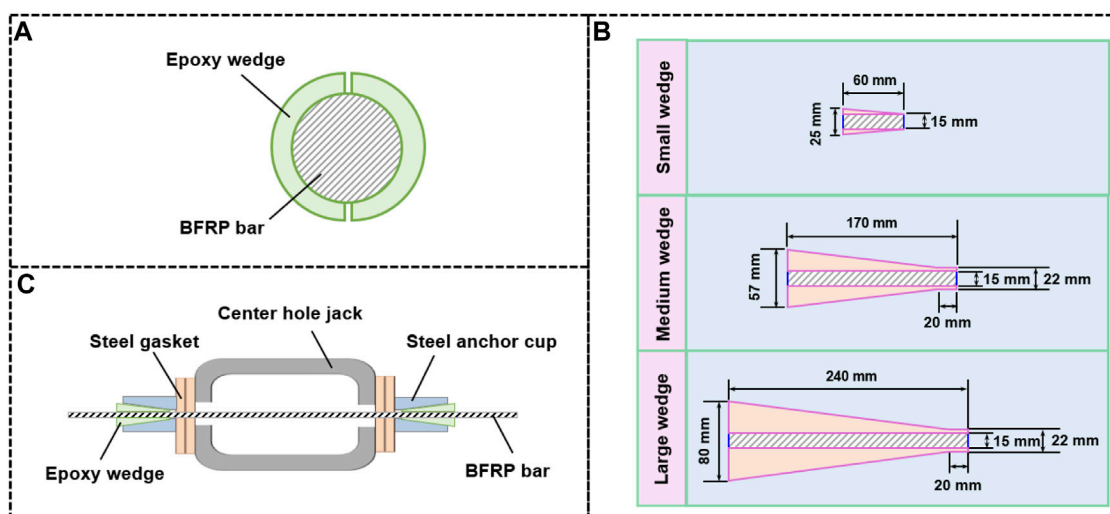 A
Epoxy wedge
BFRP bar
B
Small wedge
60 mm
25 mm
15 mm
Medium wedge
170 mm
57 mm
15 mm
22 mm
20 mm
Large wedge
240 mm
80 mm
15 mm
22 mm
20 mm
C
Center hole jack
Steel gasket
Steel anchor cup
Epoxy wedge
BFRP bar